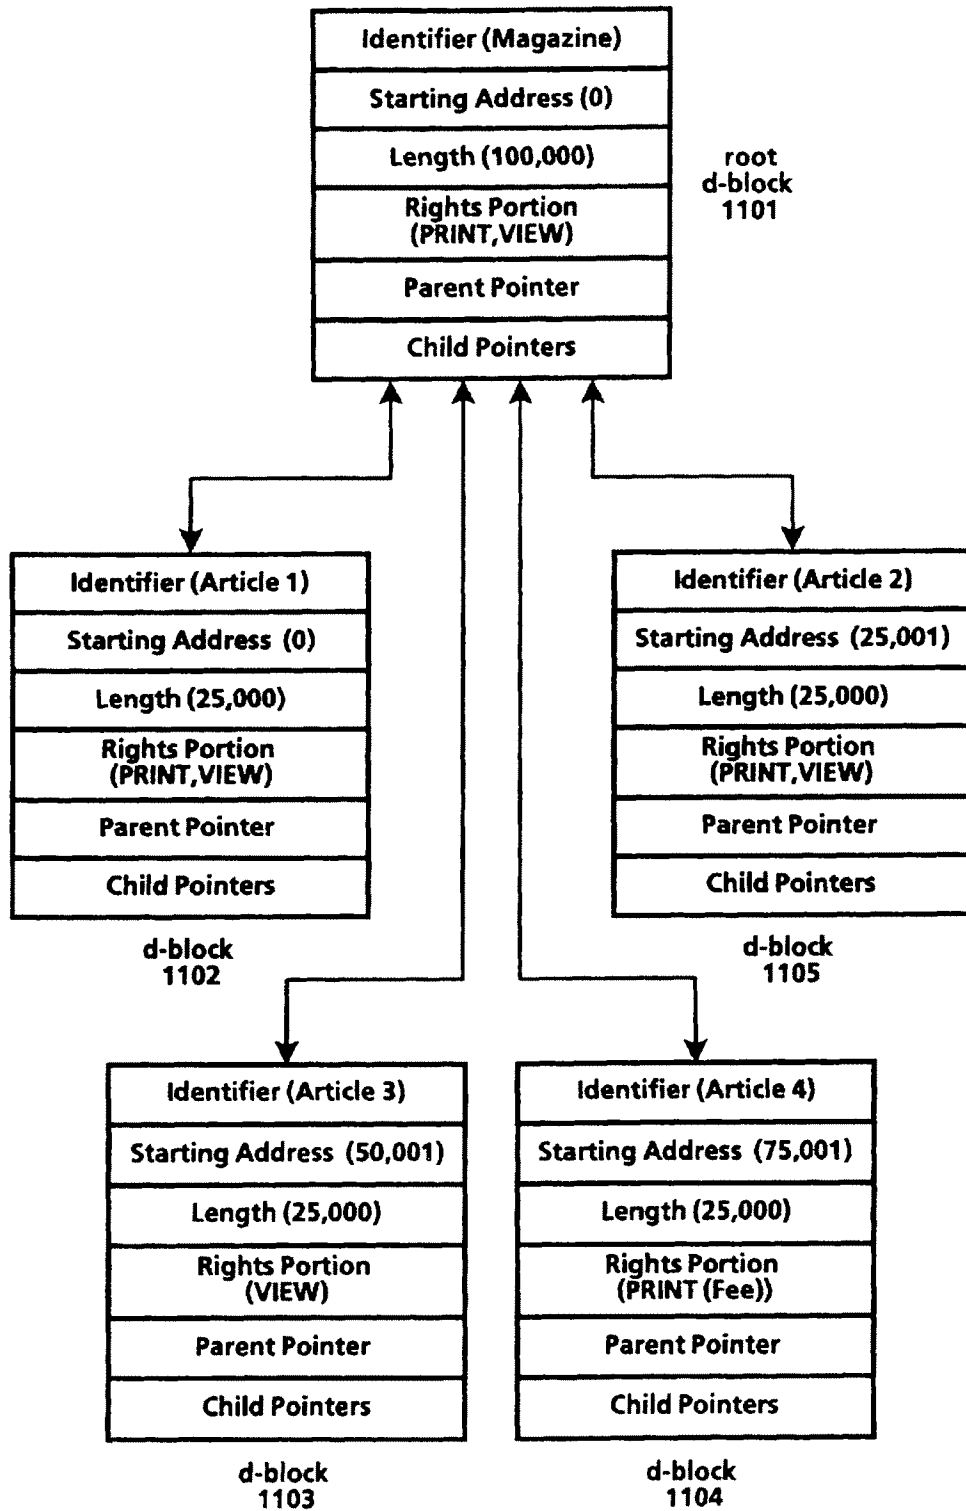 Identifier (Magazine)
Starting Address (0)
Length (100,000)
Rights Portion
(PRINT,VIEW)
Parent Pointer
Child Pointers
root
d-block
1101
Identifier (Article 1)
Starting Address (0)
Length (25,000)
Rights Portion
(PRINT,VIEW)
Parent Pointer
Child Pointers
d-block
1102
Identifier (Article 2)
Starting Address (25,001)
Length (25,000)
Rights Portion
(PRINT,VIEW)
Parent Pointer
Child Pointers
d-block
1105
Identifier (Article 3)
Starting Address (50,001)
Length (25,000)
Rights Portion
(VIEW)
Parent Pointer
Child Pointers
d-block
1103
Identifier (Article 4)
Starting Address (75,001)
Length (25,000)
Rights Portion
(PRINT (Fee))
Parent Pointer
Child Pointers
d-block
1104